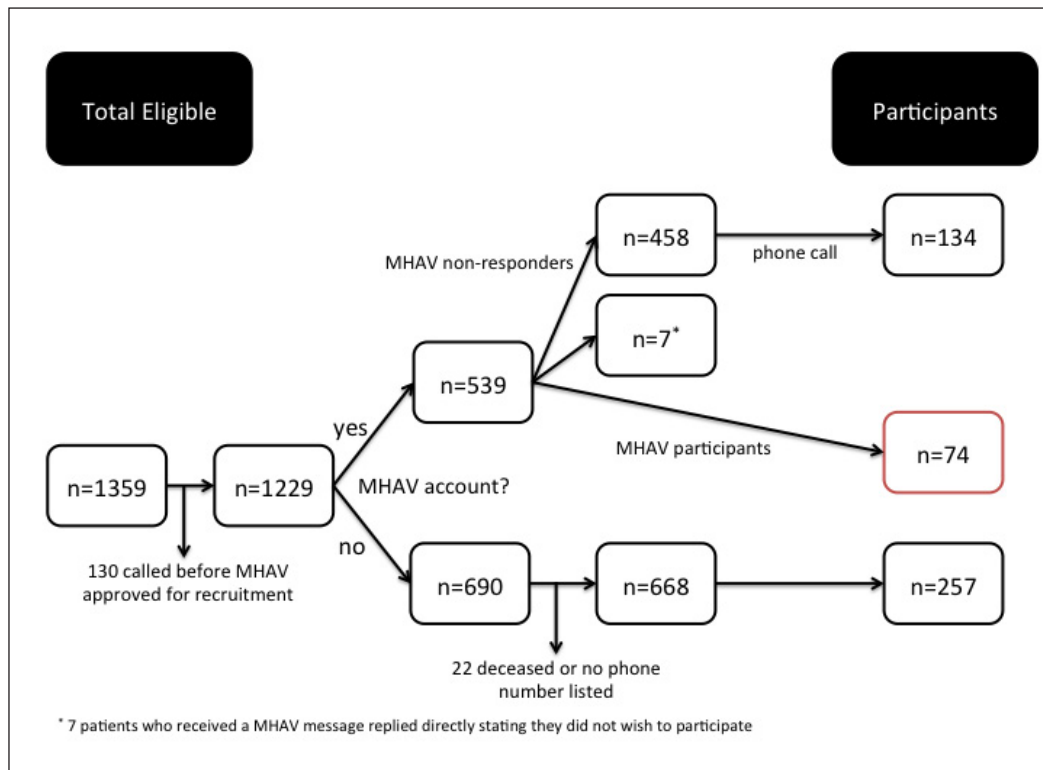 Total Eligible
Participants
n=458
n=134
MHAV non-responders
phone call
n=7*
n=539
yes
MHAV participants
n=74
n=1359
n=1229
MHAV account?
no
130 called before MHAV
approved for recruitment
n=690
n=668
n=257
22 deceased or no phone
number listed
* 7 patients who received a MHAV message replied directly stating they did not wish to participate